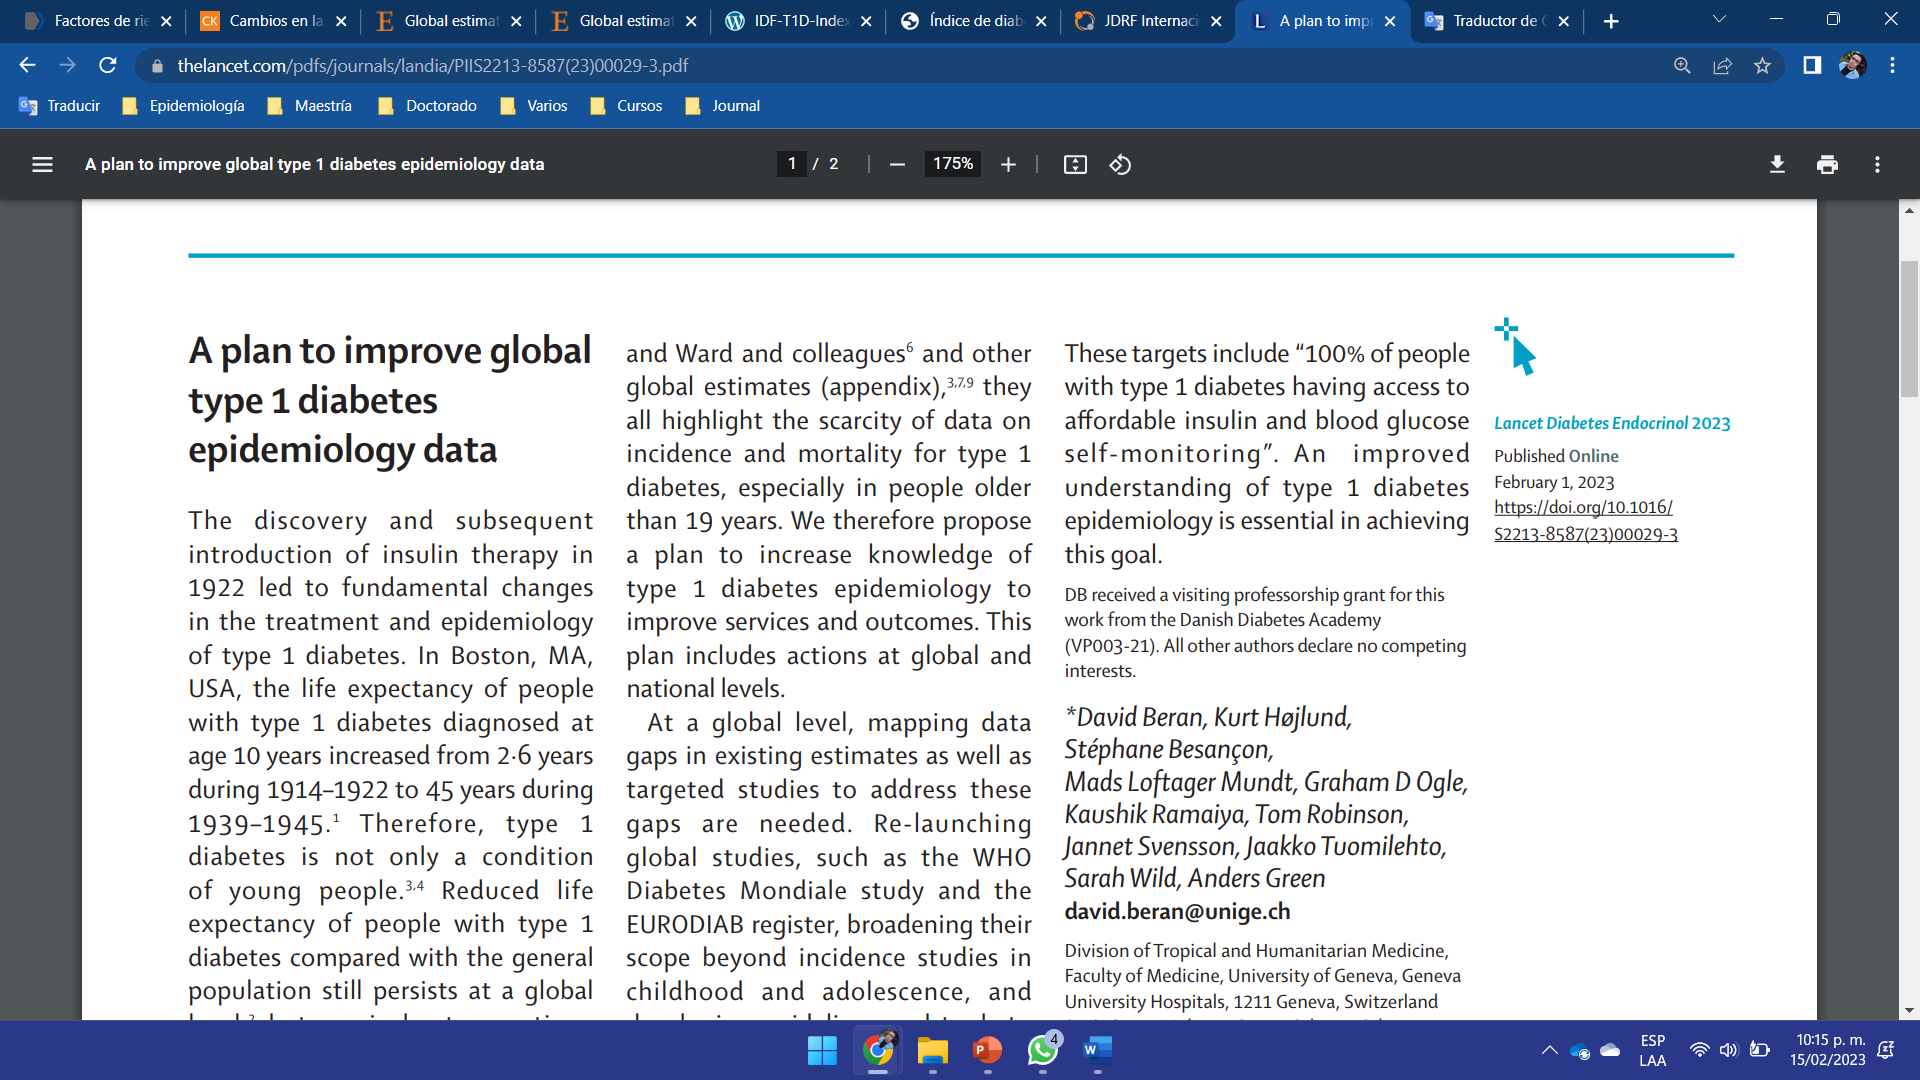 Factores de rie
Cambios en la
Global estimat
Global estimat
IDF-T1D-Index
Índice de diab
JDRF Internaci
A plan to imp
Traductor de
thelancet.com/pdfs/journals/landia/PIIS2213-8587(23)00029-3.pdf
Traducir
Epidemiología
Maestría
Doctorado
Varios
Cursos
Journal
A plan to improve global type 1 diabetes epidemiology data
1 / 2
175%
A plan to improve global
type 1 diabetes
epidemiology data
The discovery and subsequent
introduction of insulin therapy in
1922 led to fundamental changes
in the treatment and epidemiology
of type 1 diabetes. In Boston, MA,
USA, the life expectancy of people
with type 1 diabetes diagnosed at
age 10 years increased from 2·6 years
during 1914–1922 to 45 years during
1939–1945.1 Therefore, type 1
diabetes is not only a condition
of young people.3,4 Reduced life
expectancy of people with type 1
diabetes compared with the general
population still persists at a global
and Ward and colleagues6 and other
global estimates (appendix),3,7,9 they
all highlight the scarcity of data on
incidence and mortality for type 1
diabetes, especially in people older
than 19 years. We therefore propose
a plan to increase knowledge of
type 1 diabetes epidemiology to
improve services and outcomes. This
plan includes actions at global and
national levels.
At a global level, mapping data
gaps in existing estimates as well as
targeted studies to address these
gaps are needed. Re-launching
global studies, such as the WHO
Diabetes Mondiale study and the
EURODIAB register, broadening their
scope beyond incidence studies in
childhood and adolescence, and
These targets include “100% of people
with type 1 diabetes having access to
affordable insulin and blood glucose
self-monitoring”. An improved
understanding of type 1 diabetes
epidemiology is essential in achieving
this goal.
DB received a visiting professorship grant for this
work from the Danish Diabetes Academy
(VP003-21). All other authors declare no competing
interests.
*David Beran, Kurt Højlund,
Stéphane Besançon,
Mads Loftager Mundt, Graham D Ogle,
Kaushik Ramaiya, Tom Robinson,
Jannet Svensson, Jaakko Tuomilehto,
Sarah Wild, Anders Green
david.beran@unige.ch
Division of Tropical and Humanitarian Medicine,
Faculty of Medicine, University of Geneva, Geneva
University Hospitals, 1211 Geneva, Switzerland
Lancet Diabetes Endocrinol 2023
Published Online
February 1, 2023
https://doi.org/10.1016/
S2213-8587(23)00029-3
4
ESP
LAA
10:15 p. m.
15/02/2023